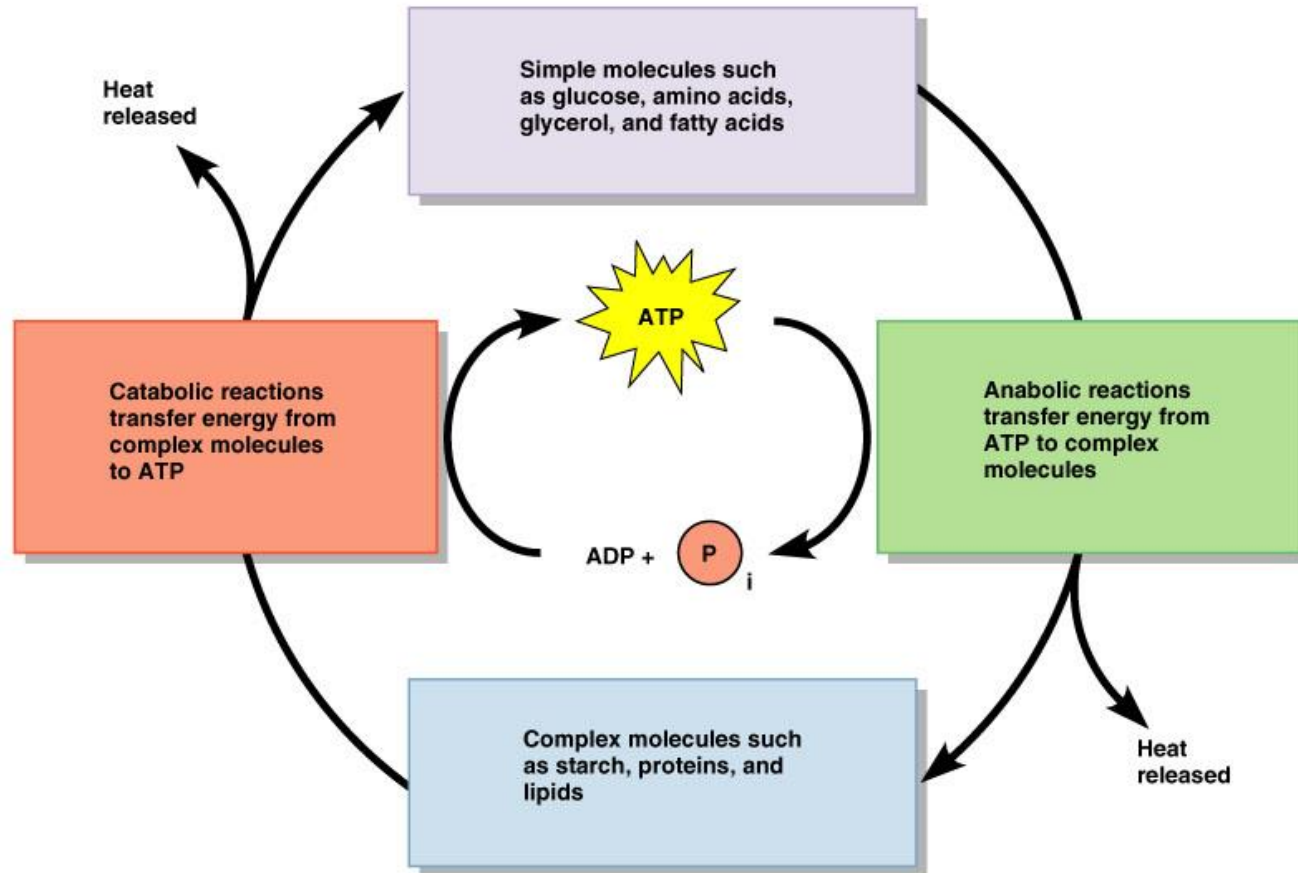 Simple molecules such
as glucose, amino acids,
glycerol, and fatty acids
Heat
released
ATP
Catabolic reactions
transfer energy from
complex molecules
to ATP
Anabolic reactions
transfer energy from
ATP to complex
molecules
ADP + P i
Complex molecules such
as starch, proteins, and
lipids
Heat
released